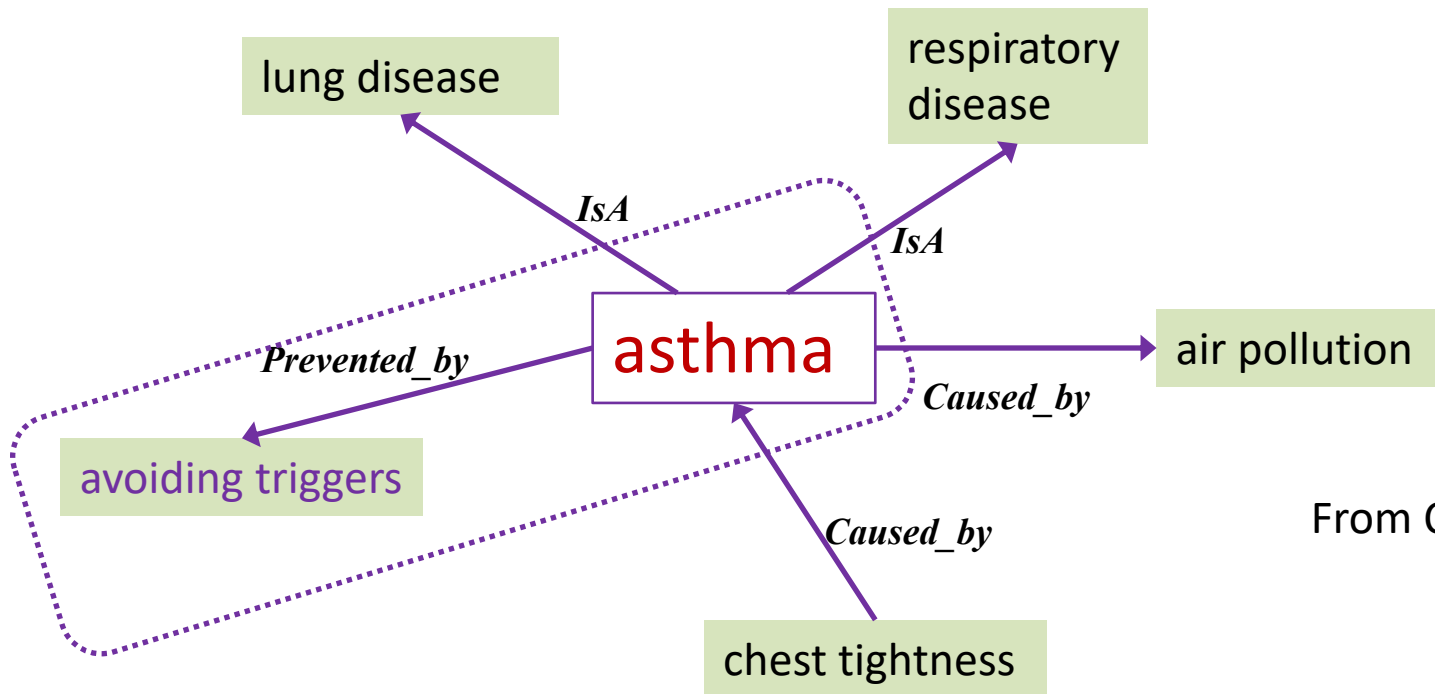 lung disease
respiratory
disease
IsA
IsA
asthma
Prevented_by
air pollution
Caused_by
avoiding triggers
From
Caused_by
chest tightness